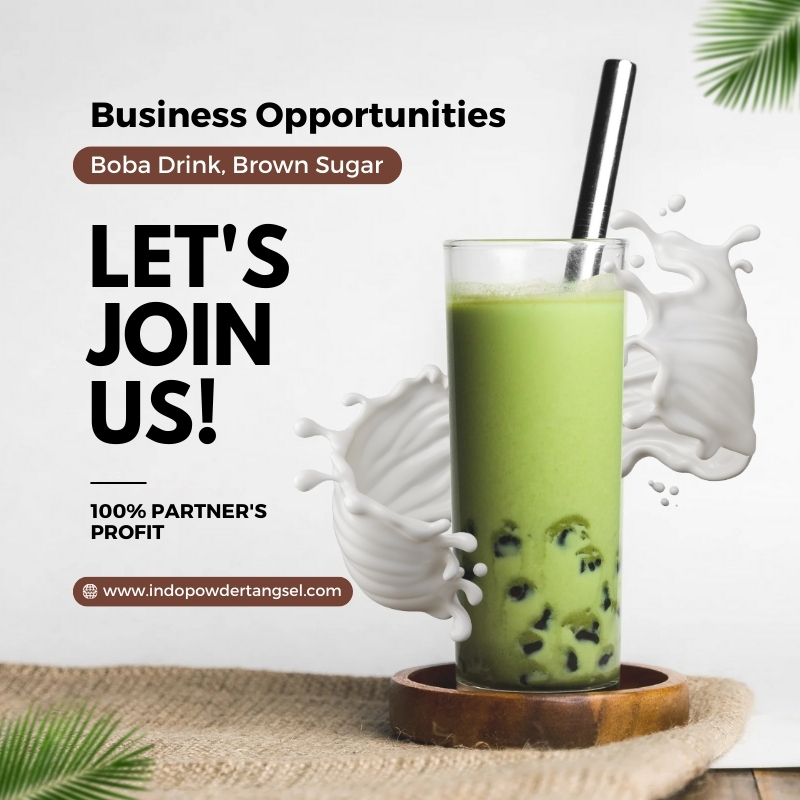 Business Opportunities
Boba Drink, Brown Sugar
LET'S
JOIN
US!
100% PARTNER'S
PROFIT
www.indopowdertangsel.com